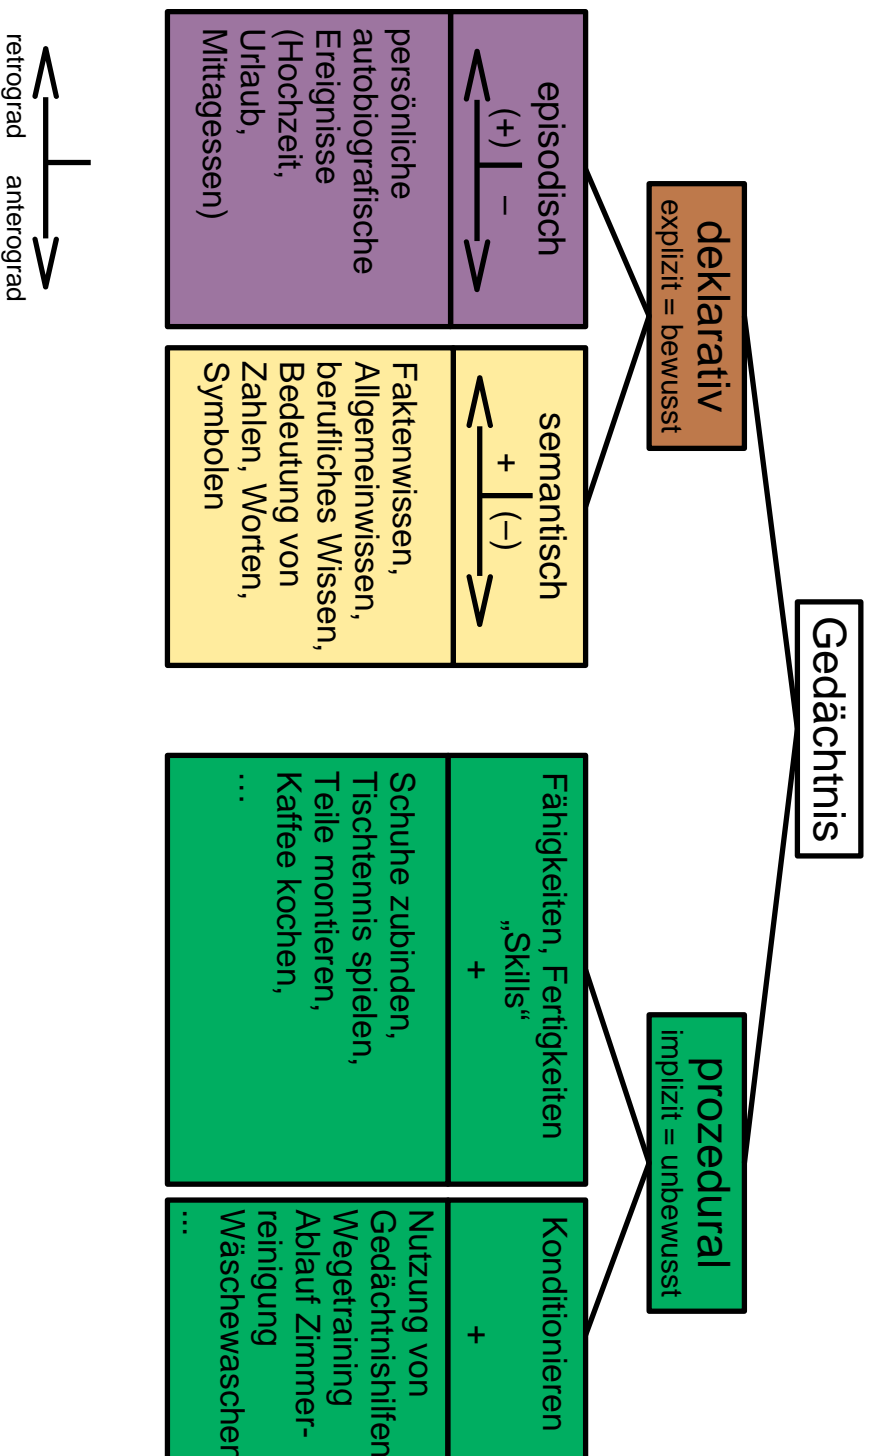 Gedächtnis
deklarativ
explizit = bewusst
prozedural
implizit = unbewusst
episodisch
(+) –
persönliche
autobiografische
Ereignisse
(Hochzeit,
Urlaub,
Mittagessen)
semantisch
+ (–)
Faktenwissen,
Allgemeinwissen,
berufliches Wissen,
Bedeutung von
Zahlen, Worten,
Symbolen
Fähigkeiten, Fertigkeiten
„Skills“
+
Schuhe zubinden,
Tischtennis spielen,
Teile montieren,
Kaffee kochen,
...
Konditionieren
+
Nutzung von
Gedächtnishilfen
Wegetraining
Ablauf Zimmer-
reinigung
Wäschewaschen
...
retrograd anterograd